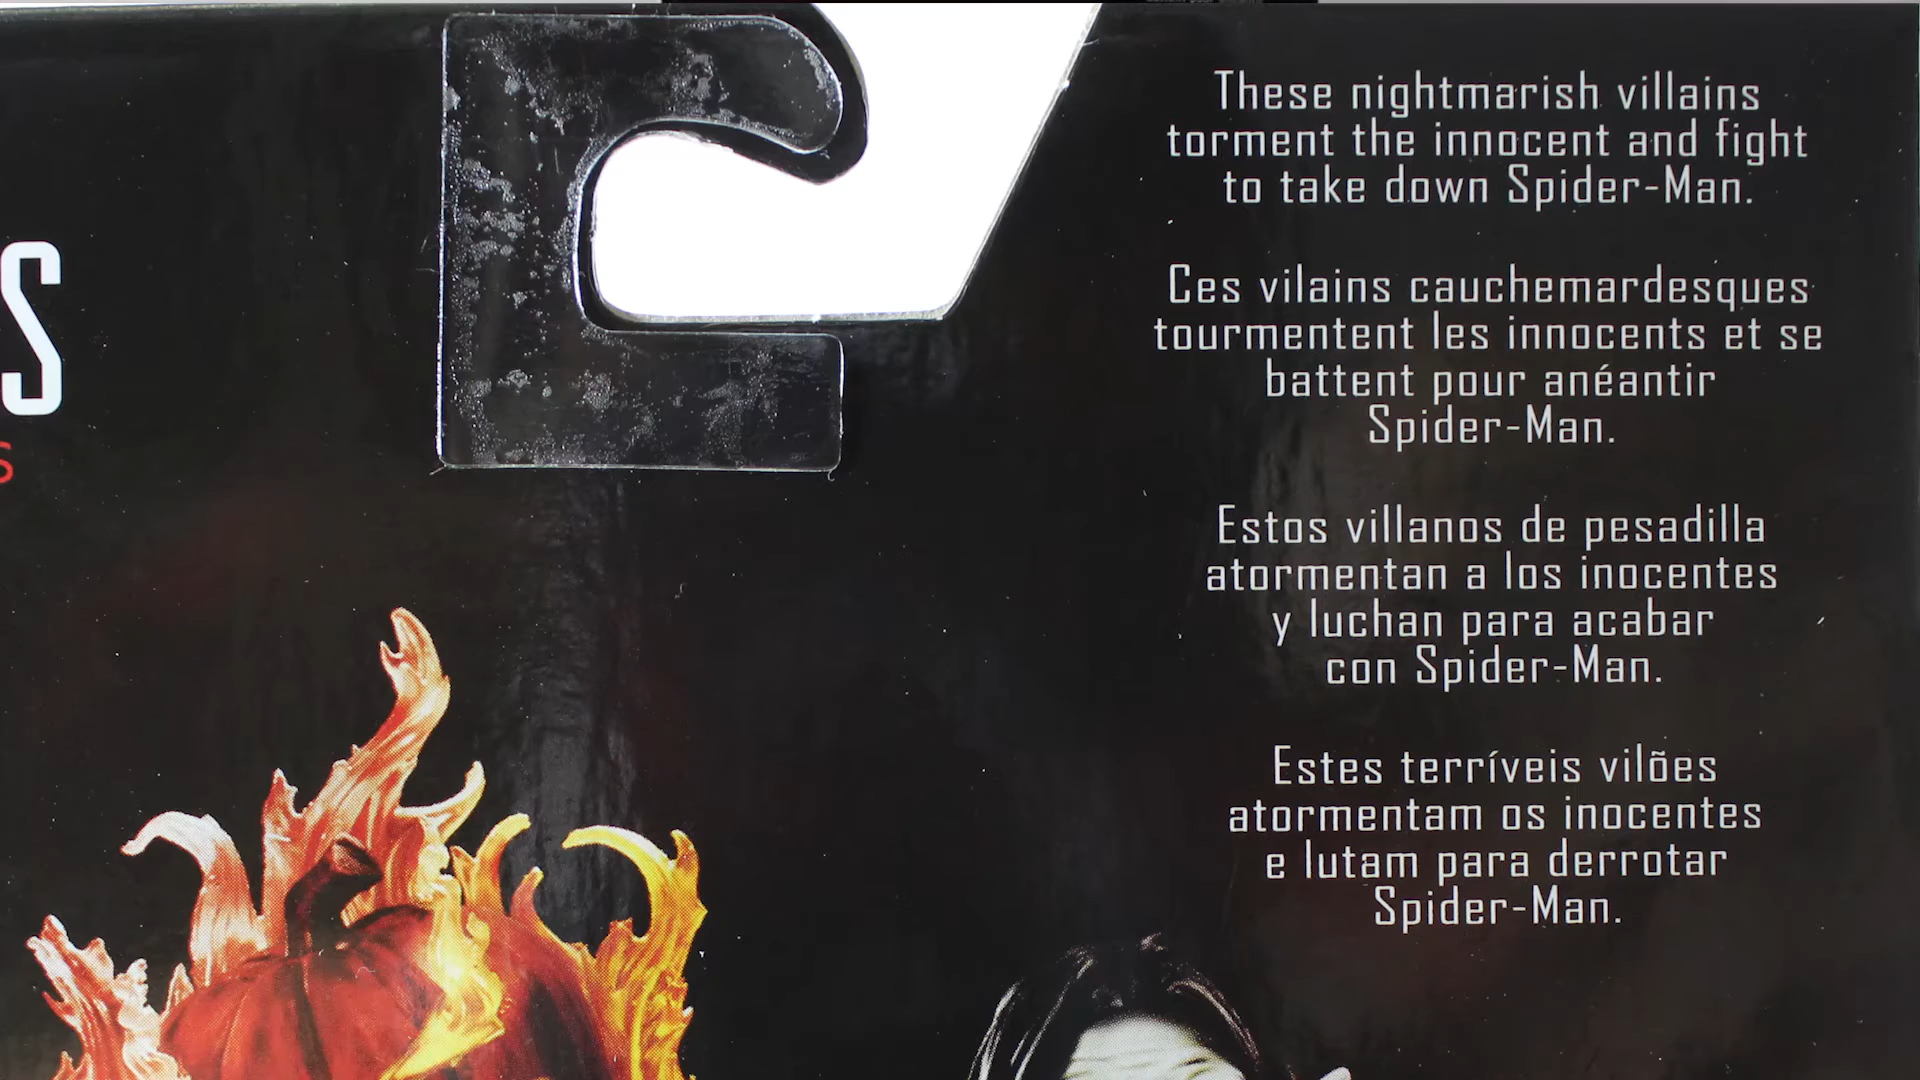 S
S
These nightmarish villains
torment the innocent and fight
to take down Spider-Man.
Ces vilains cauchemardesques
tourmentent les innocents et se
battent pour anéantir
Spider-Man.
Estos villanos de pesadilla
atormentan a los inocentes
y luchan para acabar
con Spider-Man.
Estes terríveis vilões
atormentam os inocentes
e lutam para derrotar
Spider-Man.